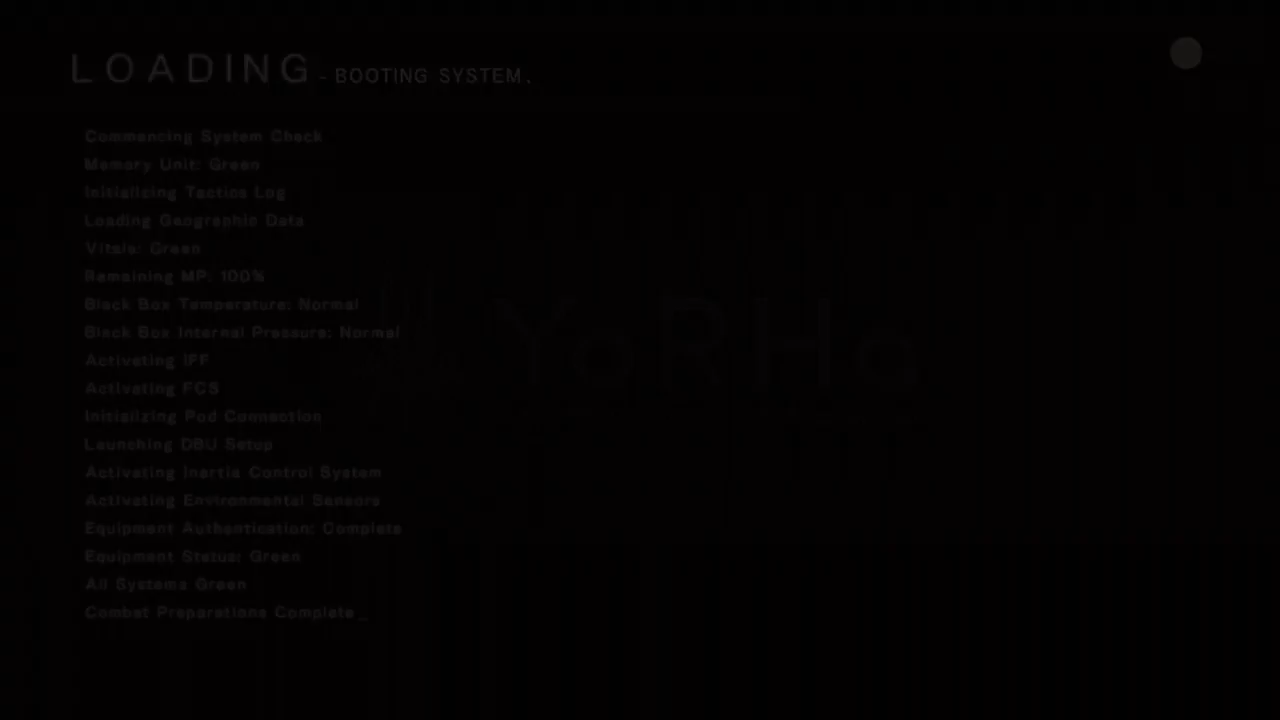 LOADING - BOOTING SYSTEM.
Commencing System Check
Memory Unit: Green
Initializing Tactics Log
Loading Geographic Data
Vitals: Green
Remaining MP: 100%
Black Box Temperature: Normal
Black Box Internal Pressure: Normal
Activating IFF
Activating FCS
Initializing Pod Connection
Launching DBU Setup
Activating Inertia Control System
Activating Environmental Sensors
Equipment Authentication: Complete
Equipment Status: Green
All Systems Green
Combat Preparations Complete_
YoRHa